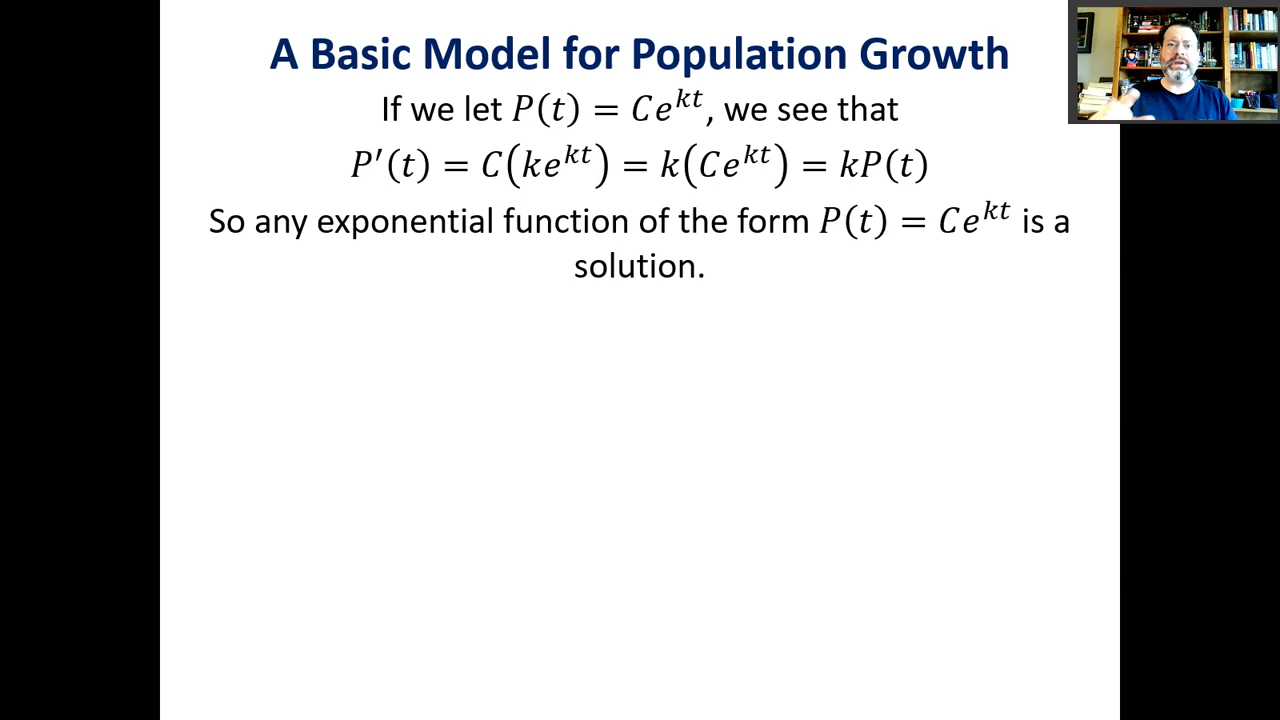 A Basic Model for Population Growth
If we let 𝑃(𝑡) = 𝐶𝑒^{𝑘𝑡}, we see that
𝑃′(𝑡) = 𝐶(𝑘𝑒^{𝑘𝑡}) = 𝑘(𝐶𝑒^{𝑘𝑡}) = 𝑘𝑃(𝑡)
So any exponential function of the form 𝑃(𝑡) = 𝐶𝑒^{𝑘𝑡} is a
solution.